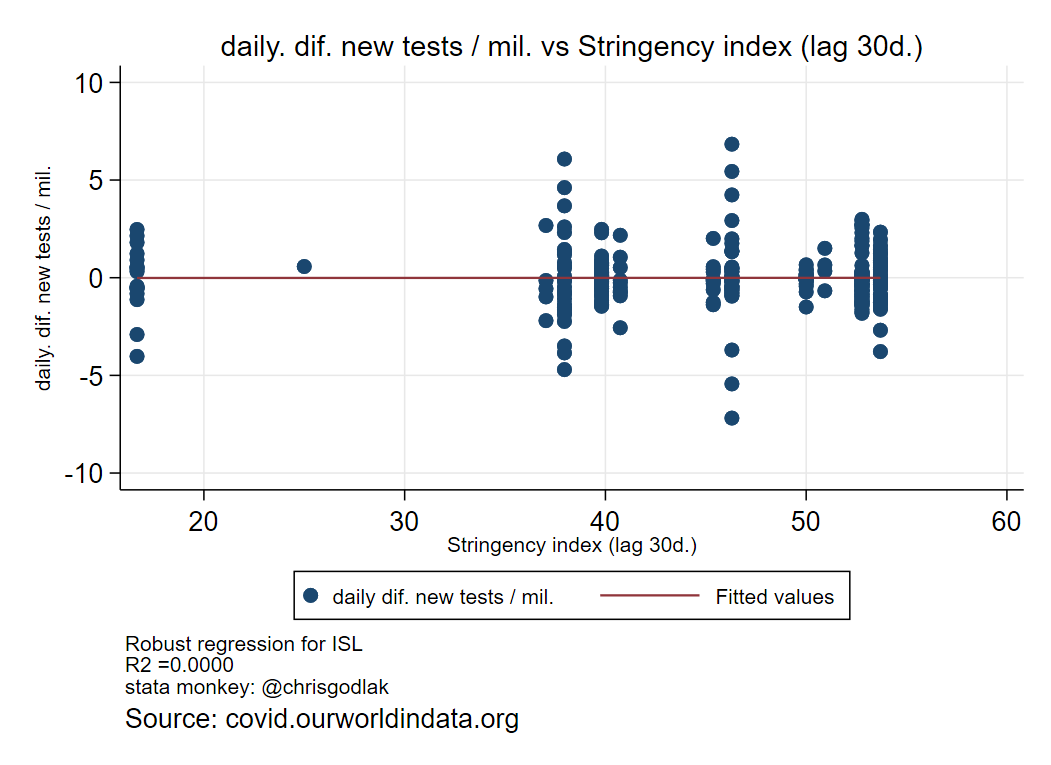 daily. dif. new tests / mil. vs Stringency index (lag 30d.)
daily. dif. new tests / mil.
10
5
0
-5
-10
20 30 40 50 60
Stringency index (lag 30d.)
daily dif. new tests / mil. Fitted values
Robust regression for ISL
R2 =0.0000
stata monkey: @chrisgodlak
Source: covid.ourworldindata.org